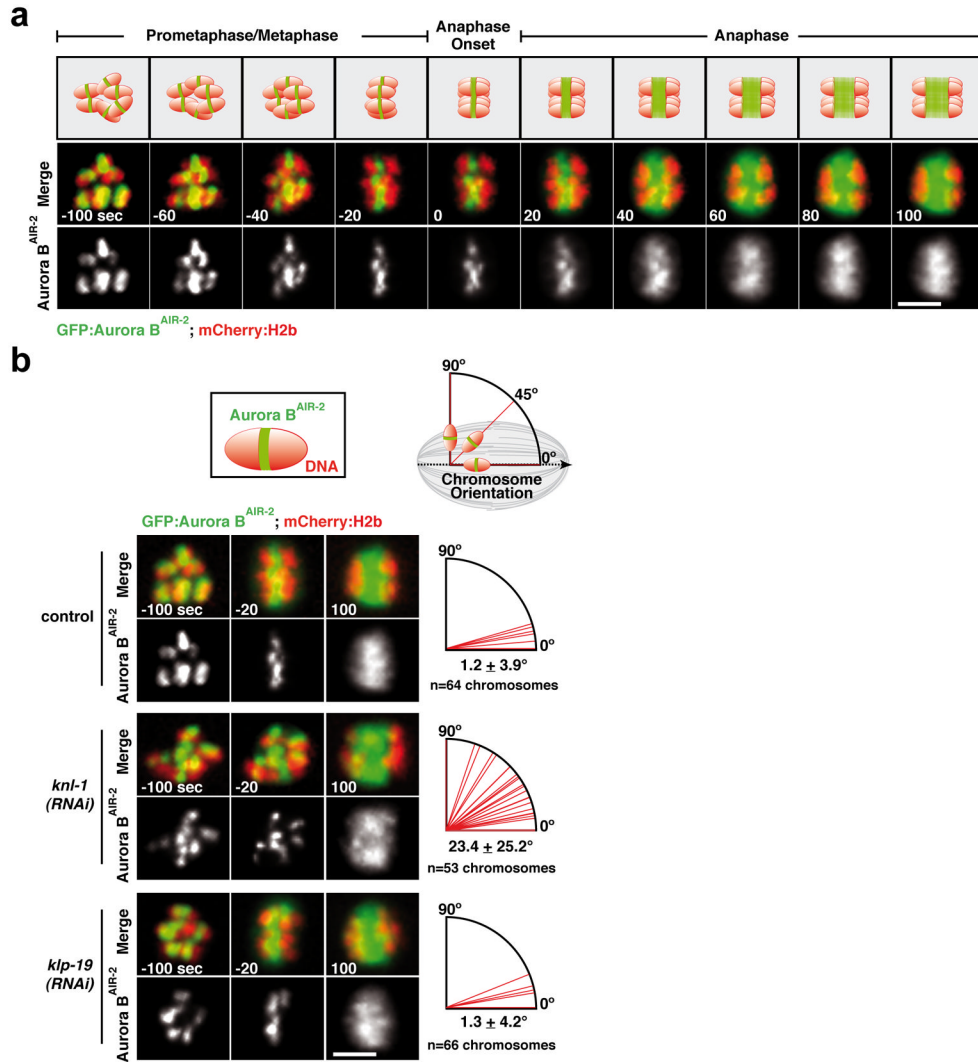 a
Prometaphase/Metaphase
Anaphase Onset
Anaphase
Merge
-100 sec -60 -40 -20 0 20 40 60 80 100
Aurora B^AIR-2
GFP:Aurora B^AIR-2 ; mCherry:H2b
b
Aurora B^AIR-2
DNA
90º
45º
0º
Chromosome
Orientation
GFP:Aurora B^AIR-2 ; mCherry:H2b
control
Merge
-100 sec -20 100
Aurora B^AIR-2
90º
0º
1.2 ± 3.9º
n=64 chromosomes
knl-1
(RNAi)
Merge
-100 sec -20 100
Aurora B^AIR-2
90º
0º
23.4 ± 25.2º
n=53 chromosomes
klp-19
(RNAi)
Merge
-100 sec -20 100
Aurora B^AIR-2
90º
0º
1.3 ± 4.2º
n=66 chromosomes